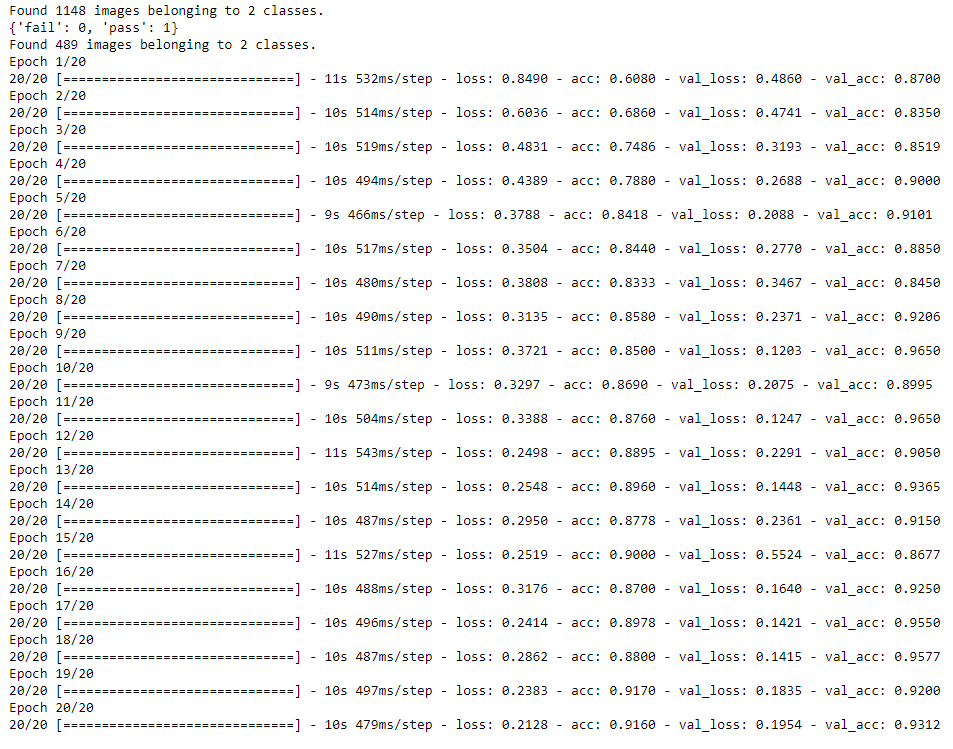 Found 1148 images belonging to 2 classes.
{'fail': 0, 'pass': 1}
Found 489 images belonging to 2 classes.
Epoch 1/20
20/20 [==============================] - 11s 532ms/step - loss: 0.8490 - acc: 0.6080 - val_loss: 0.4860 - val_acc: 0.8700
Epoch 2/20
20/20 [==============================] - 10s 514ms/step - loss: 0.6036 - acc: 0.6860 - val_loss: 0.4741 - val_acc: 0.8350
Epoch 3/20
20/20 [==============================] - 10s 519ms/step - loss: 0.4831 - acc: 0.7486 - val_loss: 0.3193 - val_acc: 0.8519
Epoch 4/20
20/20 [==============================] - 10s 494ms/step - loss: 0.4389 - acc: 0.7880 - val_loss: 0.2688 - val_acc: 0.9000
Epoch 5/20
20/20 [==============================] - 9s 466ms/step - loss: 0.3788 - acc: 0.8418 - val_loss: 0.2088 - val_acc: 0.9101
Epoch 6/20
20/20 [==============================] - 10s 517ms/step - loss: 0.3504 - acc: 0.8440 - val_loss: 0.2770 - val_acc: 0.8850
Epoch 7/20
20/20 [==============================] - 10s 480ms/step - loss: 0.3808 - acc: 0.8333 - val_loss: 0.3467 - val_acc: 0.8450
Epoch 8/20
20/20 [==============================] - 10s 490ms/step - loss: 0.3135 - acc: 0.8580 - val_loss: 0.2371 - val_acc: 0.9206
Epoch 9/20
20/20 [==============================] - 10s 511ms/step - loss: 0.3721 - acc: 0.8500 - val_loss: 0.1203 - val_acc: 0.9650
Epoch 10/20
20/20 [==============================] - 9s 473ms/step - loss: 0.3297 - acc: 0.8690 - val_loss: 0.2075 - val_acc: 0.8995
Epoch 11/20
20/20 [==============================] - 10s 504ms/step - loss: 0.3388 - acc: 0.8760 - val_loss: 0.1247 - val_acc: 0.9650
Epoch 12/20
20/20 [==============================] - 11s 543ms/step - loss: 0.2498 - acc: 0.8895 - val_loss: 0.2291 - val_acc: 0.9050
Epoch 13/20
20/20 [==============================] - 10s 514ms/step - loss: 0.2548 - acc: 0.8960 - val_loss: 0.1448 - val_acc: 0.9365
Epoch 14/20
20/20 [==============================] - 10s 487ms/step - loss: 0.2950 - acc: 0.8778 - val_loss: 0.2361 - val_acc: 0.9150
Epoch 15/20
20/20 [==============================] - 11s 527ms/step - loss: 0.2519 - acc: 0.9000 - val_loss: 0.5524 - val_acc: 0.8677
Epoch 16/20
20/20 [==============================] - 10s 488ms/step - loss: 0.3176 - acc: 0.8700 - val_loss: 0.1640 - val_acc: 0.9250
Epoch 17/20
20/20 [==============================] - 10s 496ms/step - loss: 0.2414 - acc: 0.8978 - val_loss: 0.1421 - val_acc: 0.9550
Epoch 18/20
20/20 [==============================] - 10s 487ms/step - loss: 0.2862 - acc: 0.8800 - val_loss: 0.1415 - val_acc: 0.9577
Epoch 19/20
20/20 [==============================] - 10s 497ms/step - loss: 0.2383 - acc: 0.9170 - val_loss: 0.1835 - val_acc: 0.9200
Epoch 20/20
20/20 [==============================] - 10s 479ms/step - loss: 0.2128 - acc: 0.9160 - val_loss: 0.1954 - val_acc: 0.9312